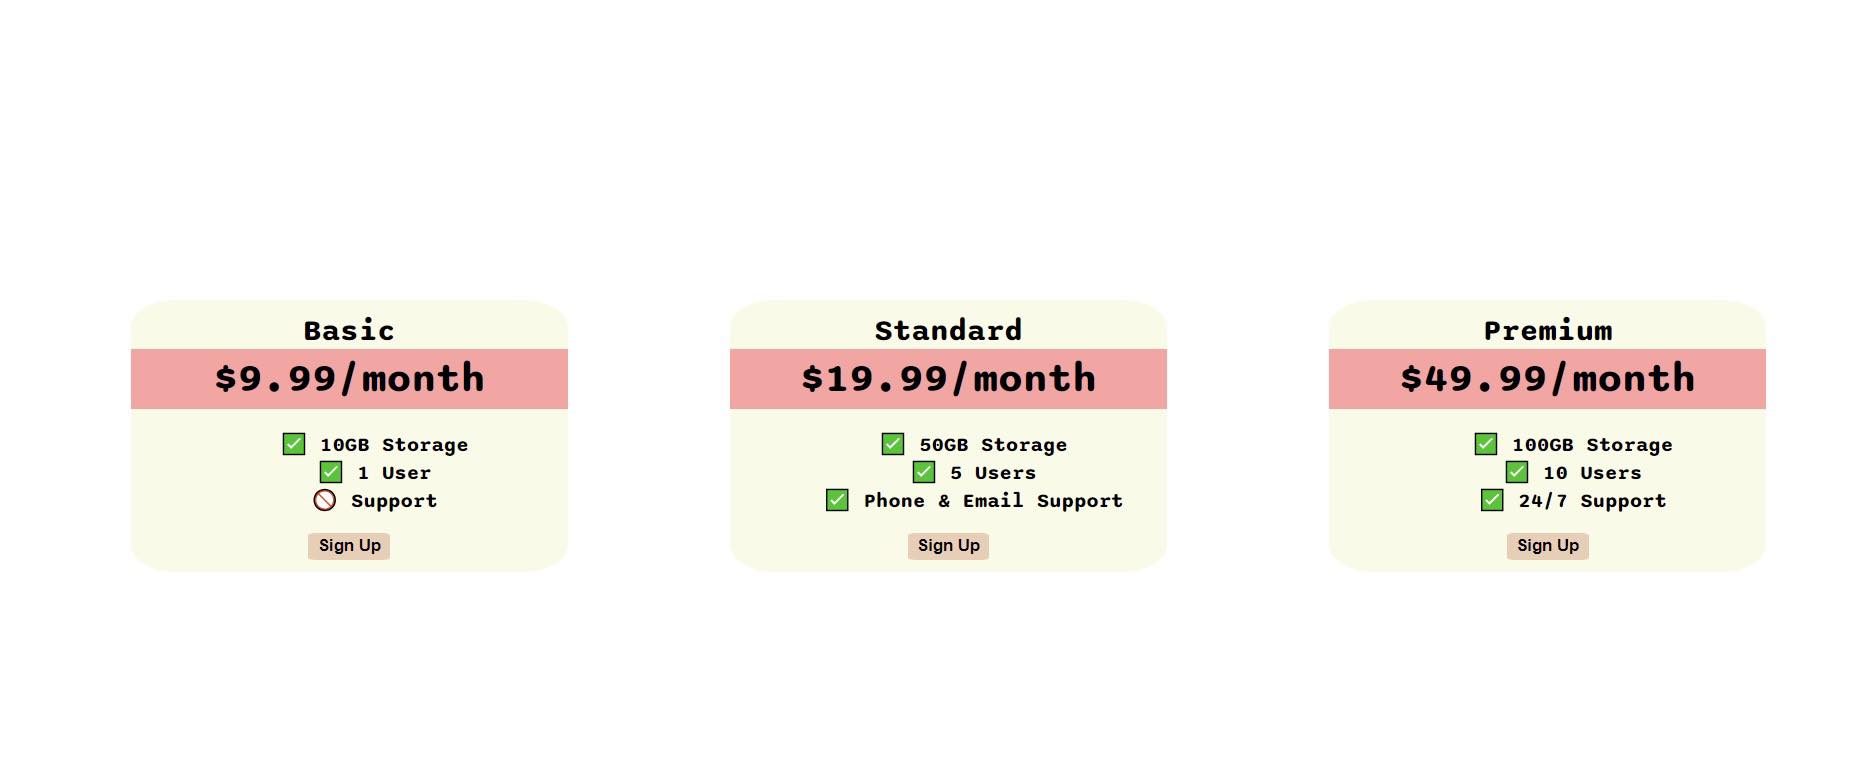 Basic
$9.99/month
✅ 10GB Storage
✅ 1 User
🚫 Support
Sign Up
Standard
$19.99/month
✅ 50GB Storage
✅ 5 Users
✅ Phone & Email Support
Sign Up
Premium
$49.99/month
✅ 100GB Storage
✅ 10 Users
✅ 24/7 Support
Sign Up